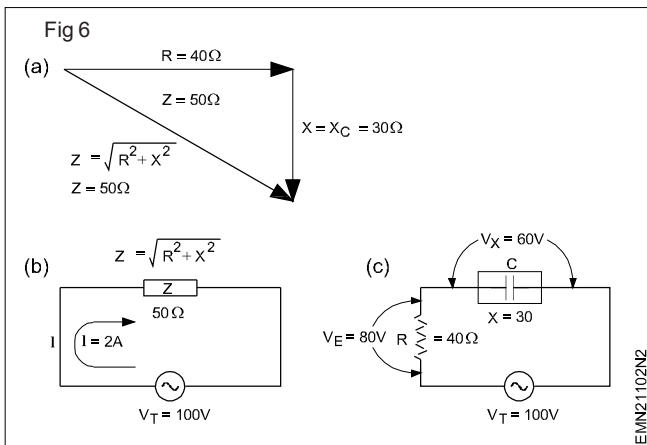 Fig 6
(a)
R = 40Ω
Z = 50Ω
X = X_C = 30Ω
Z = √R² + X²
Z = 50Ω
(b)
Z = √R² + X²
Z
50Ω
I
I = 2A
V_T = 100V
(c)
V_X = 60V
C
X = 30
V_E = 80V
R
= 40Ω
V_T = 100V
EMN21102N2